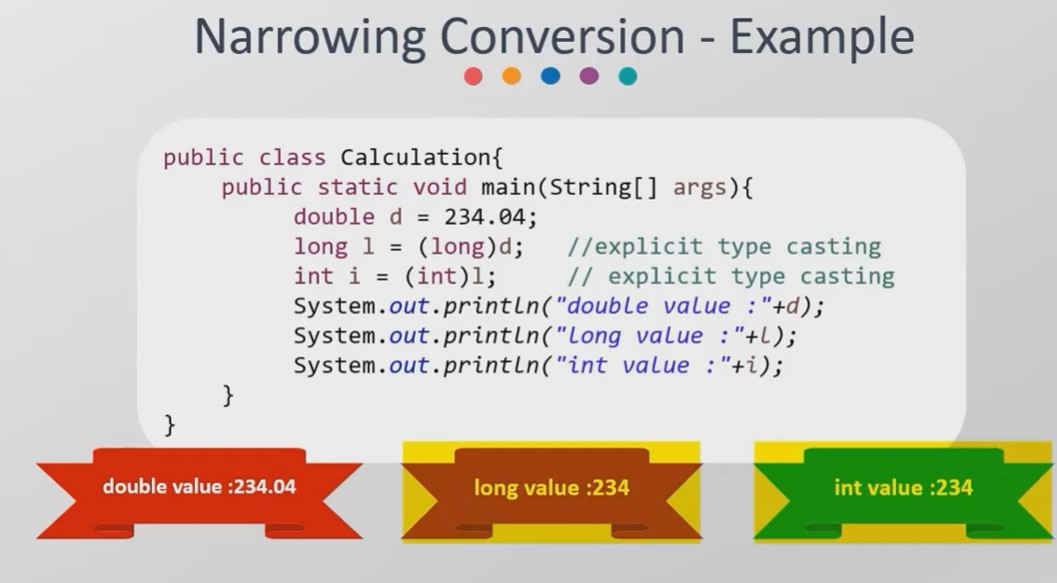 Narrowing Conversion - Example
public class Calculation{
public static void main(String[] args){
double d = 234.04;
long l = (long)d;   //explicit type casting
int i = (int)l;     // explicit type casting
System.out.println("double value :"+d);
System.out.println("long value :"+l);
System.out.println("int value :"+i);
}
}
double value :234.04
long value :234
int value :234